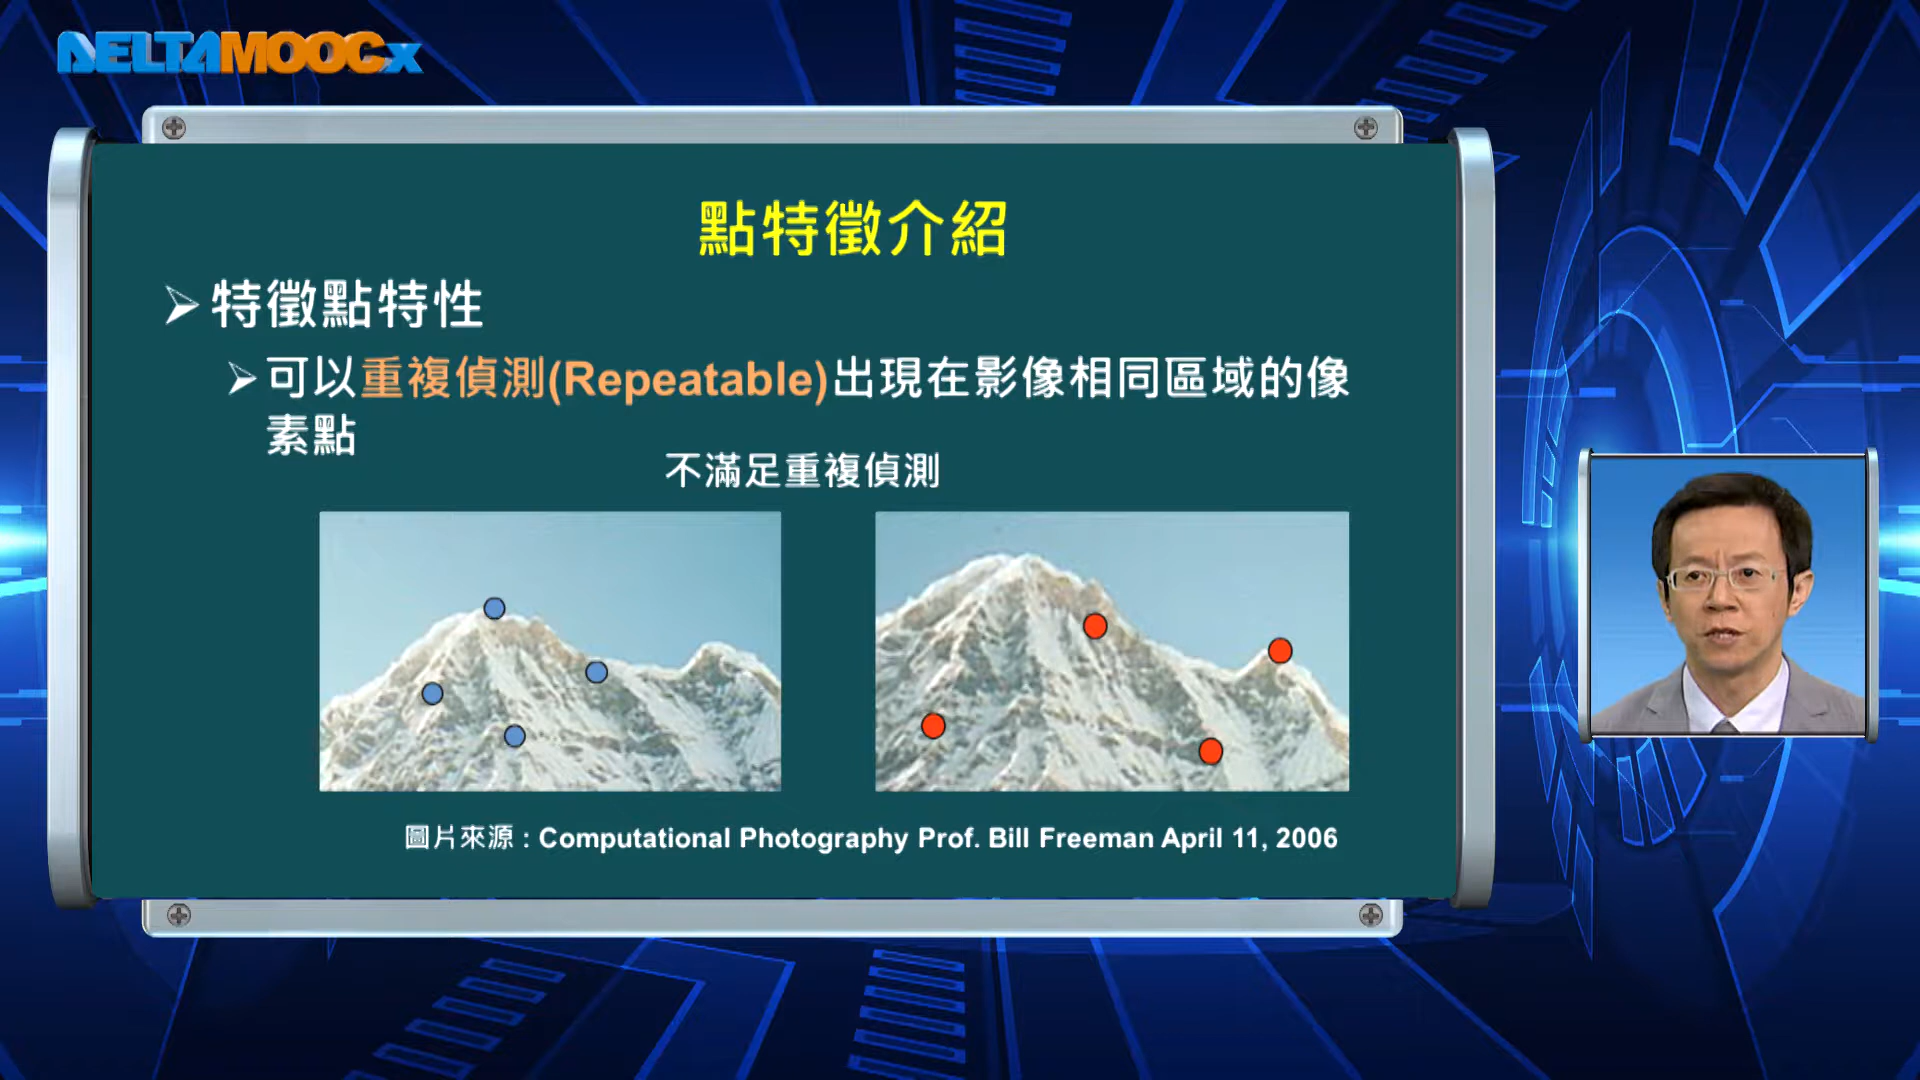 DELTAMOOCx
點特徵介紹
特徵點特性
可以重複偵測(Repeatable)出現在影像相同區域的像
素點
不滿足重複偵測
圖片來源 : Computational Photography Prof. Bill Freeman April 11, 2006